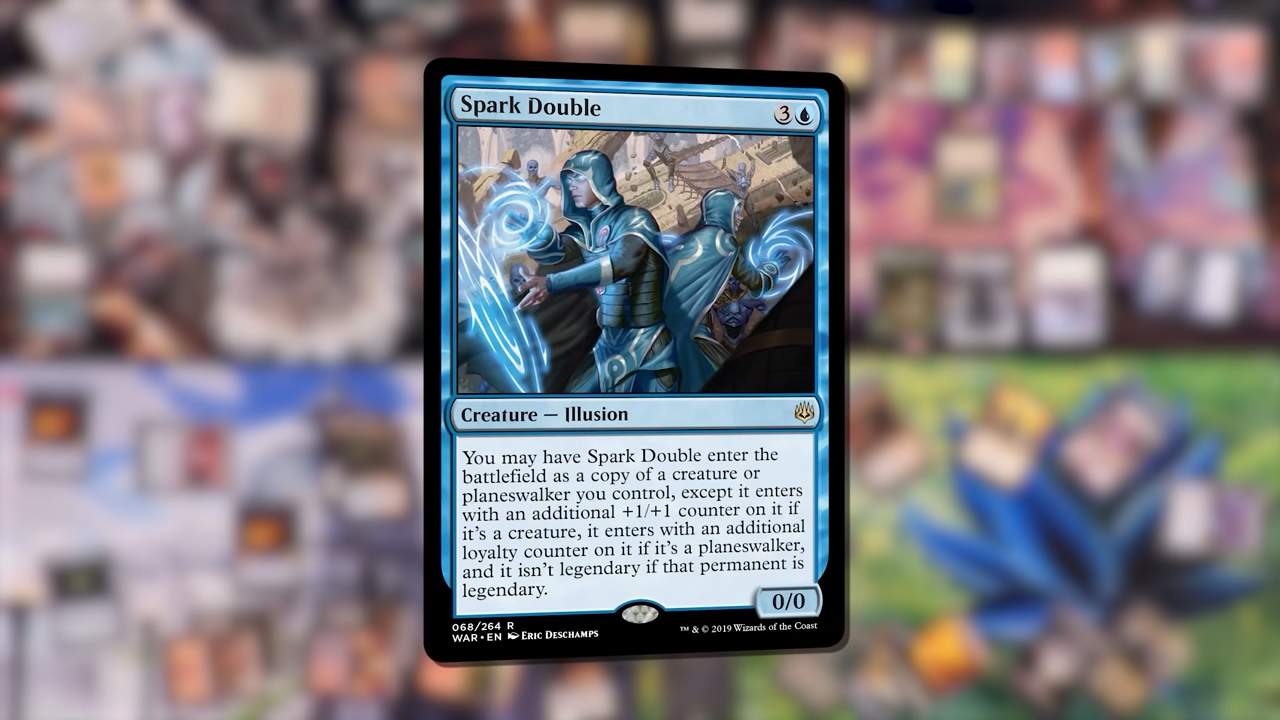 Spark Double 3
Creature — Illusion
You may have Spark Double enter the
battlefield as a copy of a creature or
planeswalker you control, except it enters
with an additional +1/+1 counter on it if
it's a creature, it enters with an additional
loyalty counter on it if it's a planeswalker,
and it isn't legendary if that permanent is
legendary.
0/0
068/264 R
WAR • EN Eric Deschamps
™ & © 2019 Wizards of the Coast